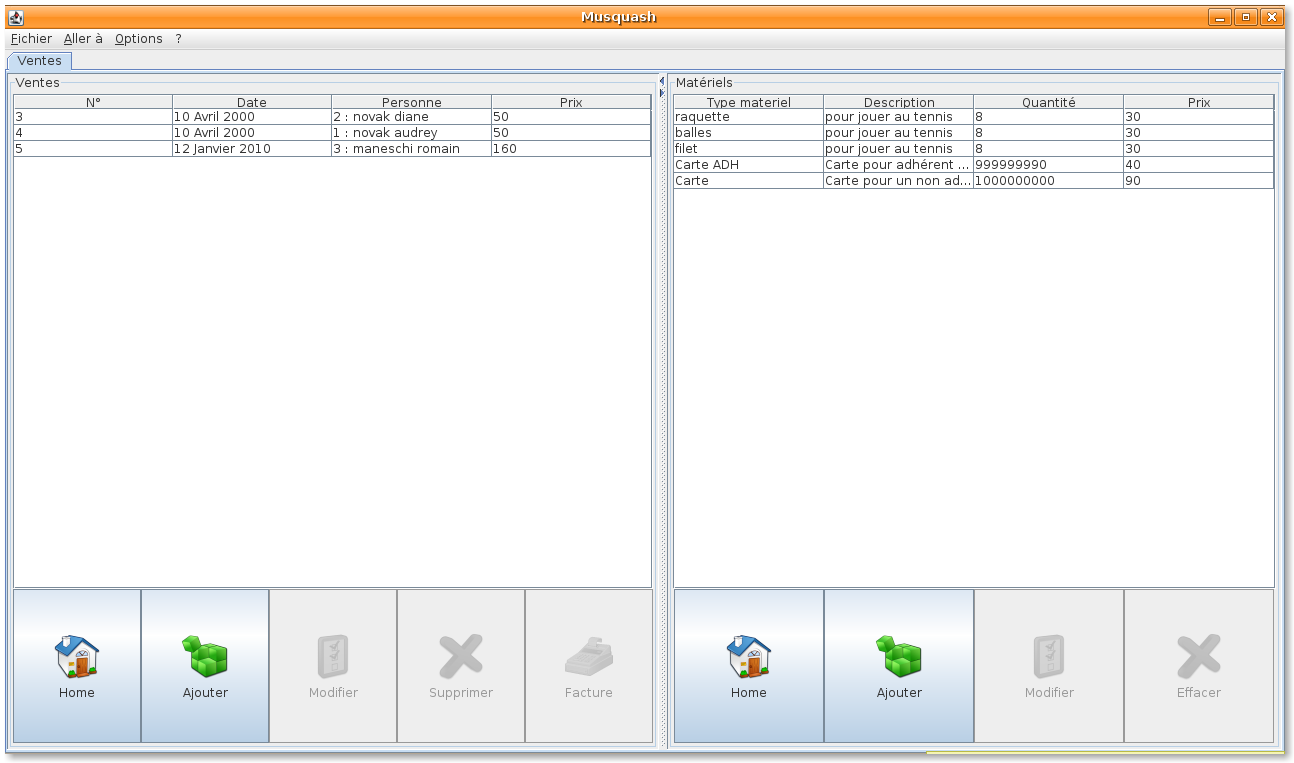 Musquash
Fichier Aller à Options ?
Ventes
Ventes
N° Date Personne Prix
3 10 Avril 2000 2 : novak diane 50
4 10 Avril 2000 1 : novak audrey 50
5 12 Janvier 2010 3 : maneschi romain 160
Home Ajouter Modifier Supprimer Facture
Matériels
Type materiel Description Quantité Prix
raquette pour jouer au tennis 8 30
balles pour jouer au tennis 8 30
filet pour jouer au tennis 8 30
Carte ADH Carte pour adhérent ... 999999990 40
Carte Carte pour un non ad... 1000000000 90
Home Ajouter Modifier Effacer